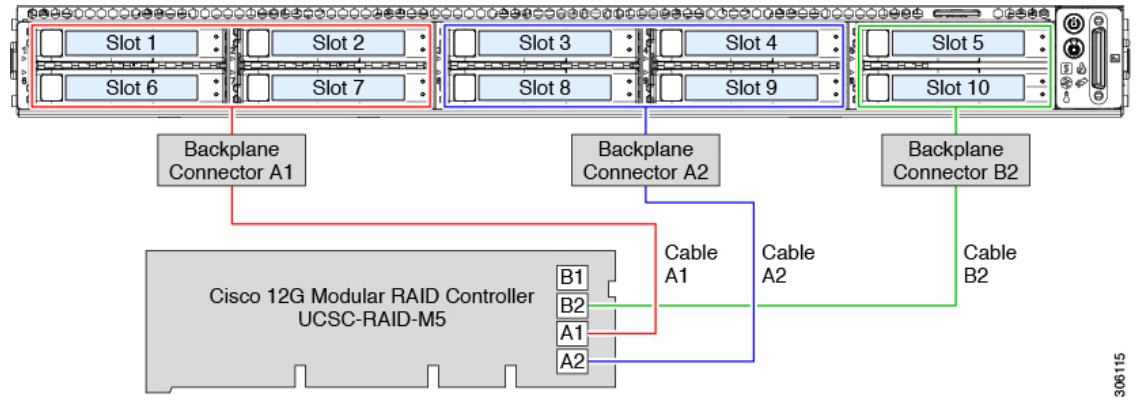 Slot 1
Slot 2
Slot 3
Slot 4
Slot 5
Slot 6
Slot 7
Slot 8
Slot 9
Slot 10
Backplane
Connector A1
Backplane
Connector A2
Backplane
Connector B2
Cable
A1
Cable
A2
Cable
B2
Cisco 12G Modular RAID Controller
UCSC-RAID-M5
B1
B2
A1
A2
306115